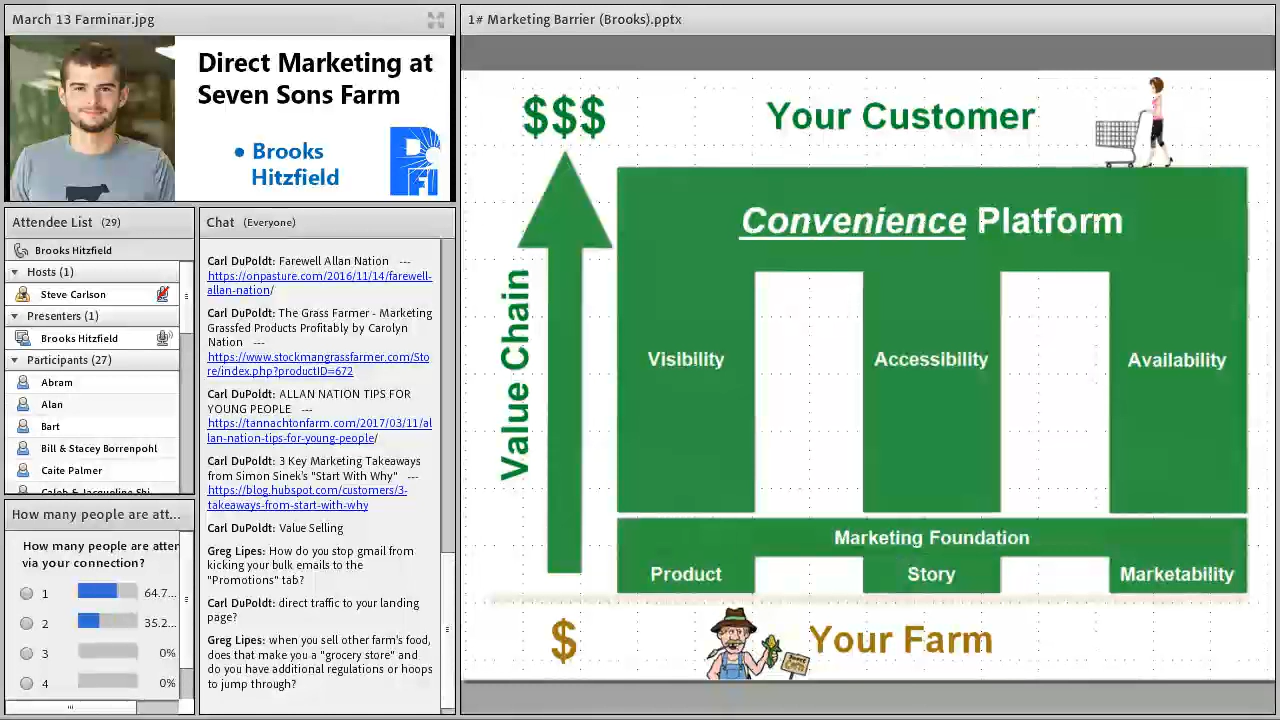 March 13 Farminar.jpg
Direct Marketing at
Seven Sons Farm
• Brooks
Hitzfield
Attendee List (29)
Brooks Hitzfield
Hosts (1)
Steve Carlson
Presenters (1)
Brooks Hitzfield
Participants (27)
Abram
Alan
Bart
Bill & Stacey Borrenpohl
Caite Palmer
How many people are att...
How many people are atten
via your connection?
1 64.7...
2 35.2...
3 0%
4 0%
Chat (Everyone)
Carl DuPoldt: Farewell Allan Nation ---
https://onpasture.com/2016/11/14/farewell-
allan-nation/
Carl DuPoldt: The Grass Farmer - Marketing
Grassfed Products Profitably by Carolyn
Nation ---
https://www.stockmangrassfarmer.com/Sto
re/index.php?productID=672
Carl DuPoldt: ALLAN NATION TIPS FOR
YOUNG PEOPLE ---
https://tannachtonfarm.com/2017/03/11/al
lan-nation-tips-for-young-people/
Carl DuPoldt: 3 Key Marketing Takeaways
from Simon Sinek's "Start With Why" ---
https://blog.hubspot.com/customers/3-
takeaways-from-start-with-why
Carl DuPoldt: Value Selling
Greg Lipes: How do you stop gmail from
kicking your bulk emails to the
"Promotions" tab?
Carl DuPoldt: direct traffic to your landing
page?
Greg Lipes: when you sell other farm's food,
does that make you a "grocery store" and
do you have additional regulations or hoops
to jump through?
1# Marketing Barrier (Brooks).pptx
$$$
Your Customer
Convenience Platform
Value Chain
Visibility
Accessibility
Availability
Marketing Foundation
Product
Story
Marketability
$
Your Farm